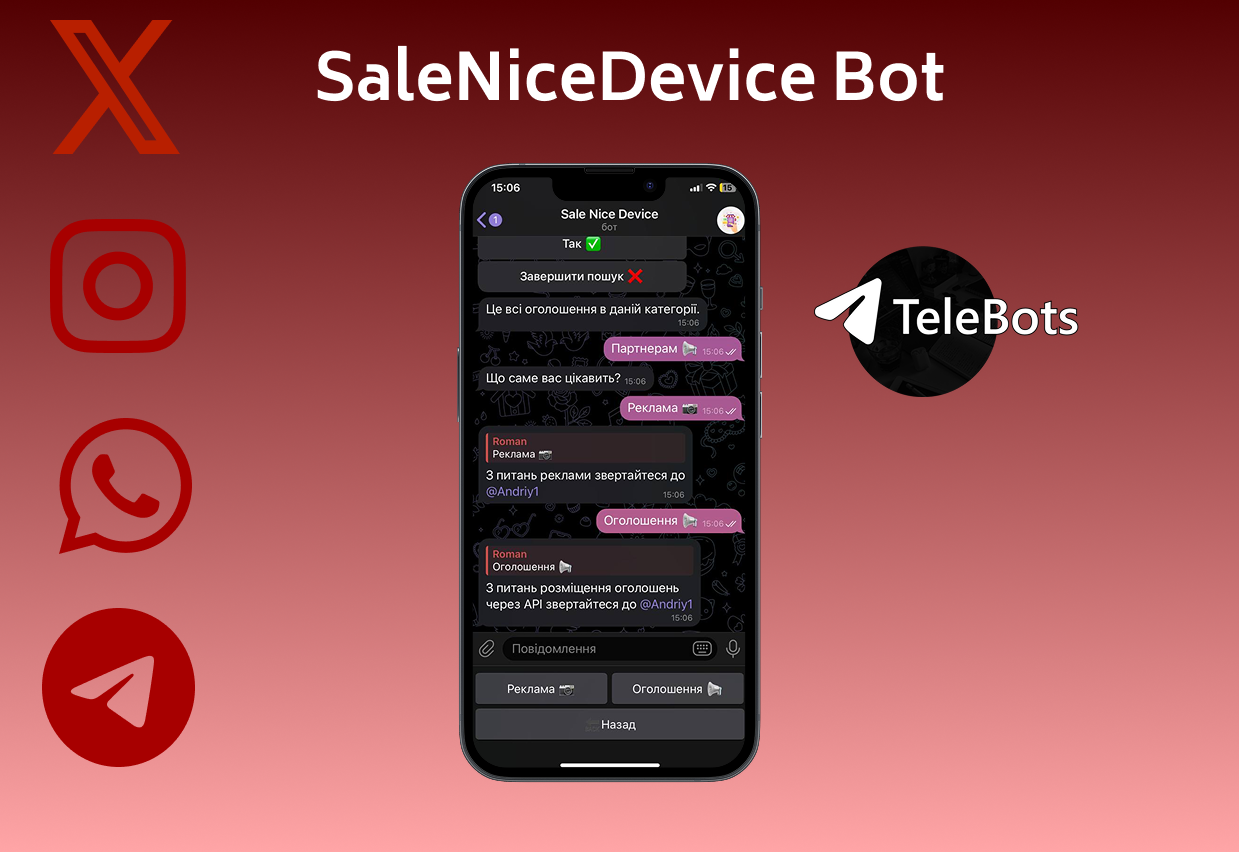 SaleNiceDevice Bot
15:06
15
1
Sale Nice Device
бот
Так ✅
Завершити пошук ❌
Це всі оголошення в даній категорії.
15:06
Партнерам 15:06
Що саме вас цікавить? 15:06
Реклама 15:06
Roman
Реклама
З питань реклами звертайтеся до
@Andriy1
15:06
Оголошення 15:06
Roman
Оголошення
З питань розміщення оголошень
через API звертайтеся до @Andriy1
15:06
Повідомлення
Реклама
Оголошення
Назад
TeleBots